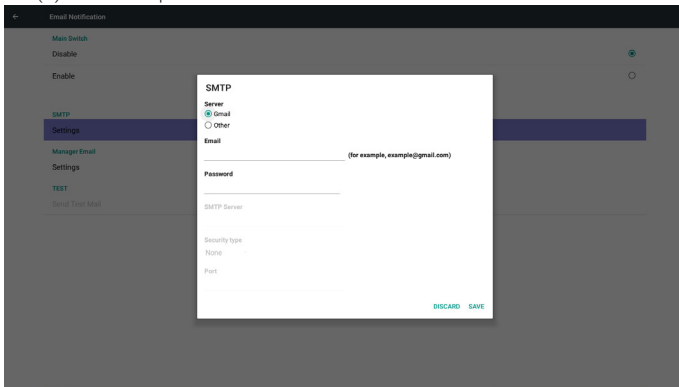 Email Notification
Main Switch
Disable
Enable
SMTP
Settings
Manager Email
Settings
TEST
Send Test Mail
SMTP
Server
Gmail
Other
Email
(for example, example@gmail.com)
Password
SMTP Server
Security type
None
Port
DISCARD SAVE